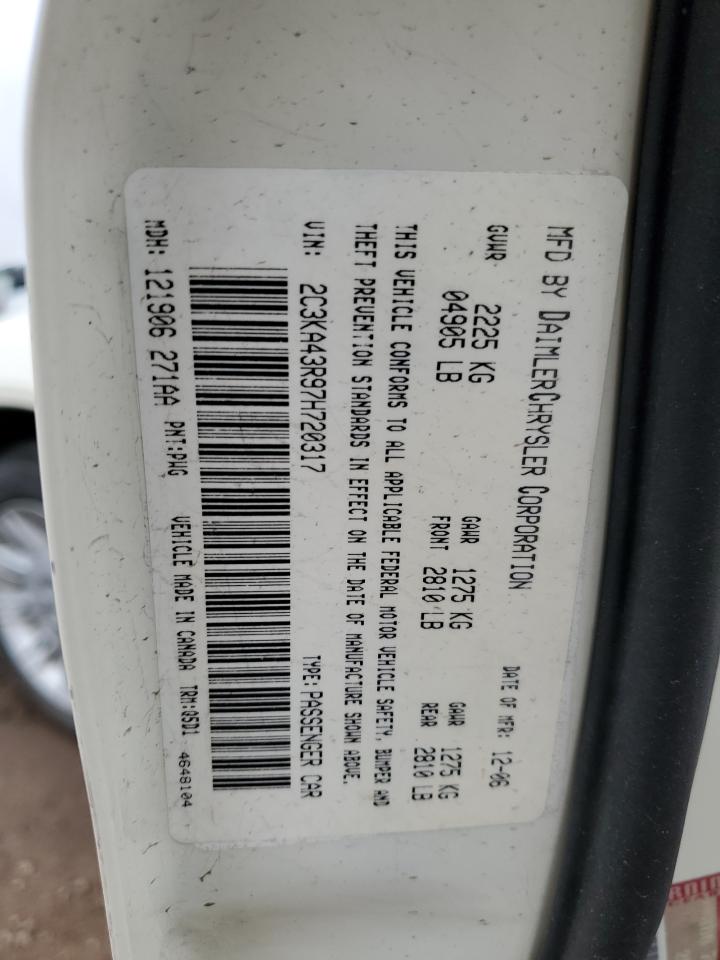 MFD BY DAIMLERCHRYSLER CORPORATION DATE OF MFR: 12-06
GVWR 2225 KG GAWR 1275 KG GAWR 1275 KG
04905 LB FRONT 2810 LB REAR 2810 LB
THIS VEHICLE CONFORMS TO ALL APPLICABLE FEDERAL MOTOR VEHICLE SAFETY, BUMPER AND
THEFT PREVENTION STANDARDS IN EFFECT ON THE DATE OF MANUFACTURE SHOWN ABOVE.
VIN: 2C3KA43R97H720317 TYPE: PASSENGER CAR
MDH: 121906 271AA PNT:PWG VEHICLE MADE IN CANADA TRM:Q5D1
4648104